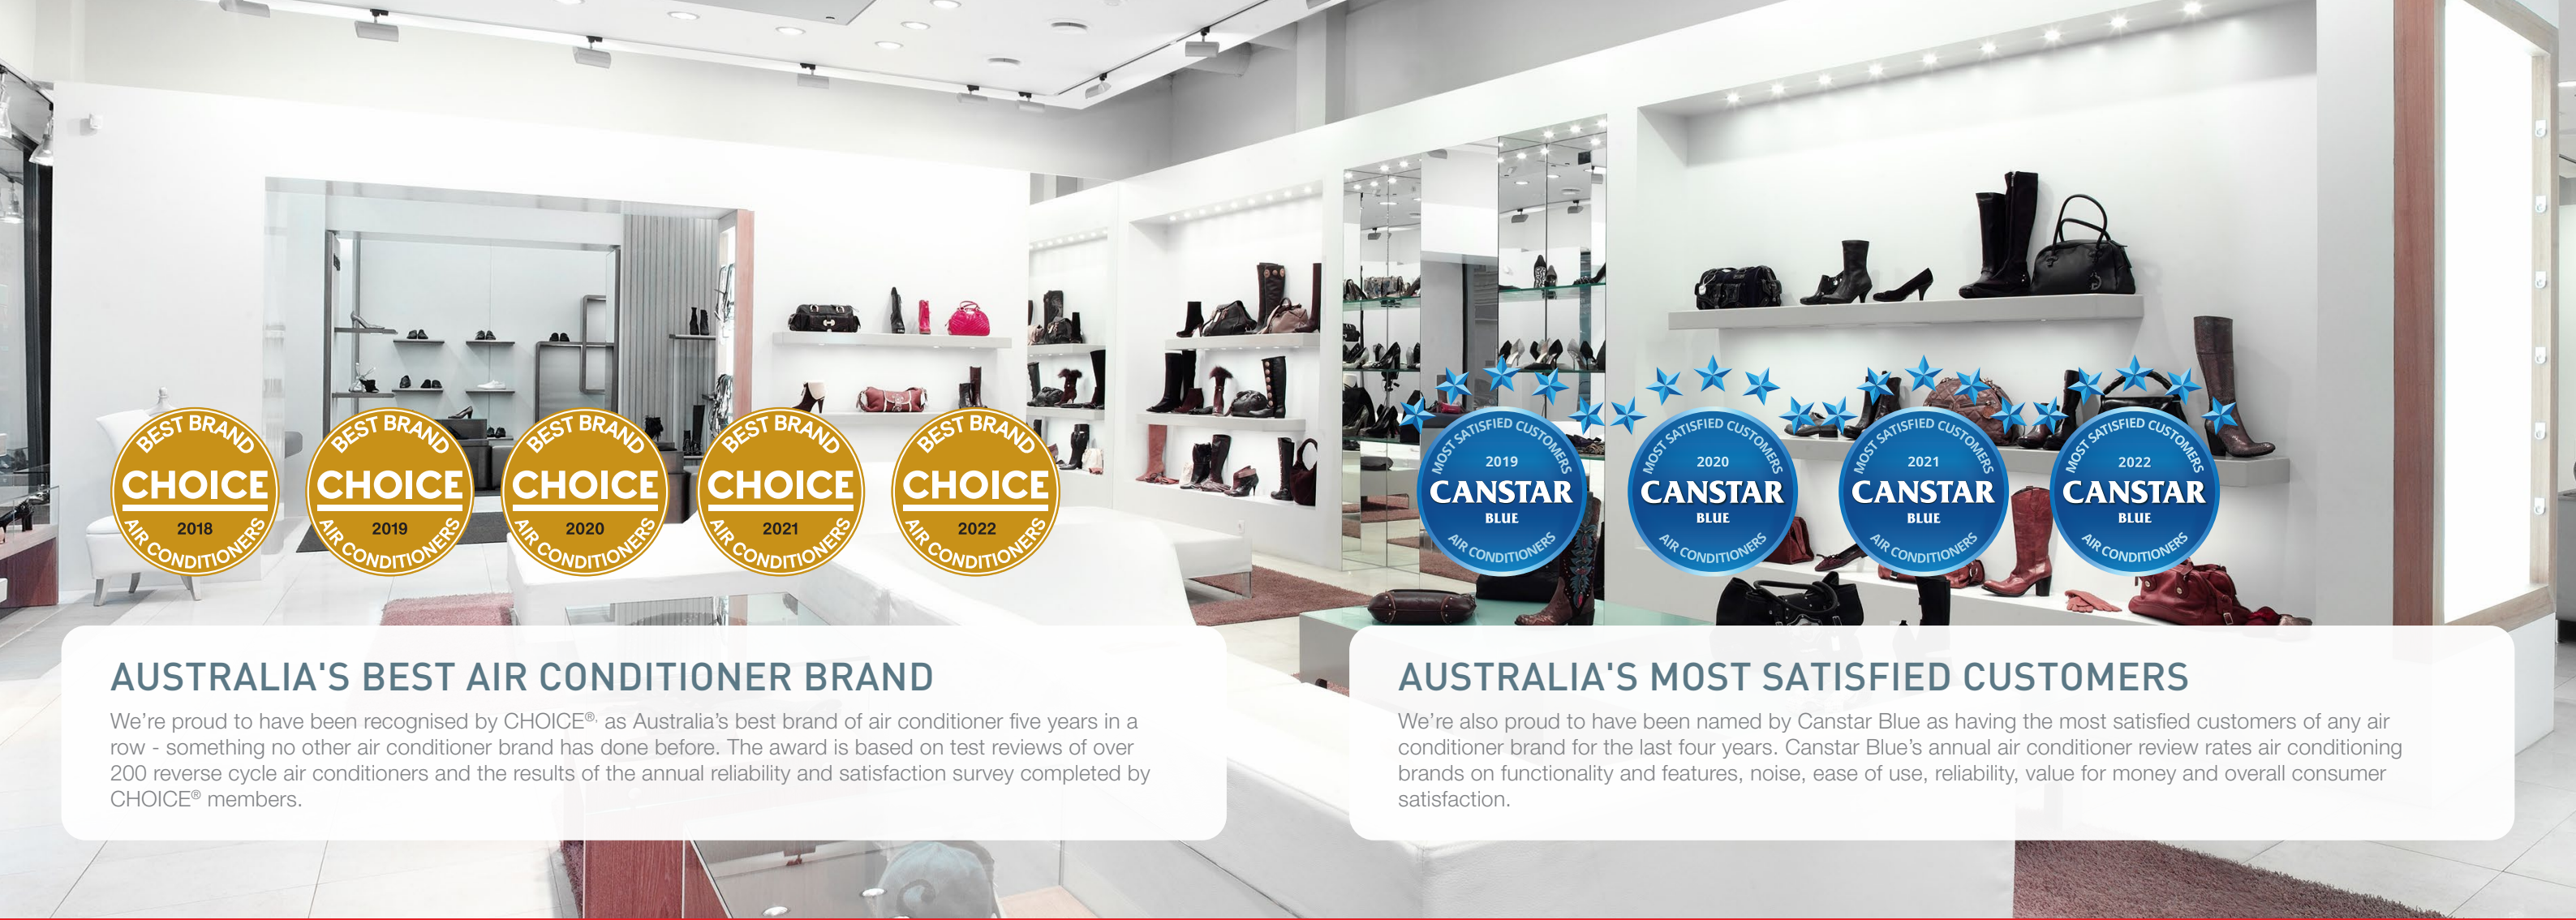 BEST BRAND
CHOICE
2018
AIR CONDITIONERS
BEST BRAND
CHOICE
2019
AIR CONDITIONERS
BEST BRAND
CHOICE
2020
AIR CONDITIONERS
BEST BRAND
CHOICE
2021
AIR CONDITIONERS
BEST BRAND
CHOICE
2022
AIR CONDITIONERS
AUSTRALIA'S BEST AIR CONDITIONER BRAND
We’re proud to have been recognised by CHOICE®, as Australia’s best brand of air conditioner five years in a
row - something no other air conditioner brand has done before. The award is based on test reviews of over
200 reverse cycle air conditioners and the results of the annual reliability and satisfaction survey completed by
CHOICE® members.
MOST SATISFIED CUSTOMERS
2019
CANSTAR
BLUE
AIR CONDITIONERS
MOST SATISFIED CUSTOMERS
2020
CANSTAR
BLUE
AIR CONDITIONERS
MOST SATISFIED CUSTOMERS
2021
CANSTAR
BLUE
AIR CONDITIONERS
MOST SATISFIED CUSTOMERS
2022
CANSTAR
BLUE
AIR CONDITIONERS
AUSTRALIA'S MOST SATISFIED CUSTOMERS
We’re also proud to have been named by Canstar Blue as having the most satisfied customers of any air
conditioner brand for the last four years. Canstar Blue’s annual air conditioner review rates air conditioning
brands on functionality and features, noise, ease of use, reliability, value for money and overall consumer
satisfaction.